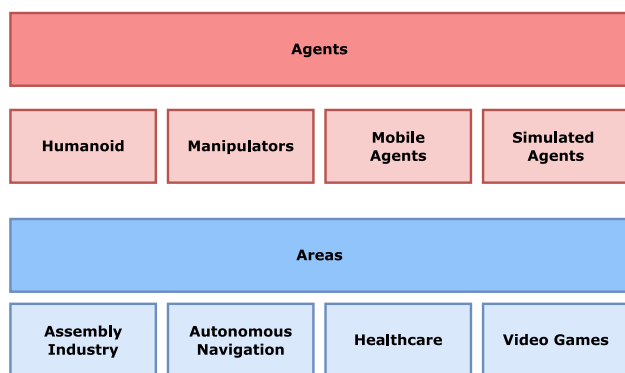 Agents
Humanoid
Manipulators
Mobile
Agents
Simulated
Agents
Areas
Assembly
Industry
Autonomous
Navigation
Healthcare
Video Games